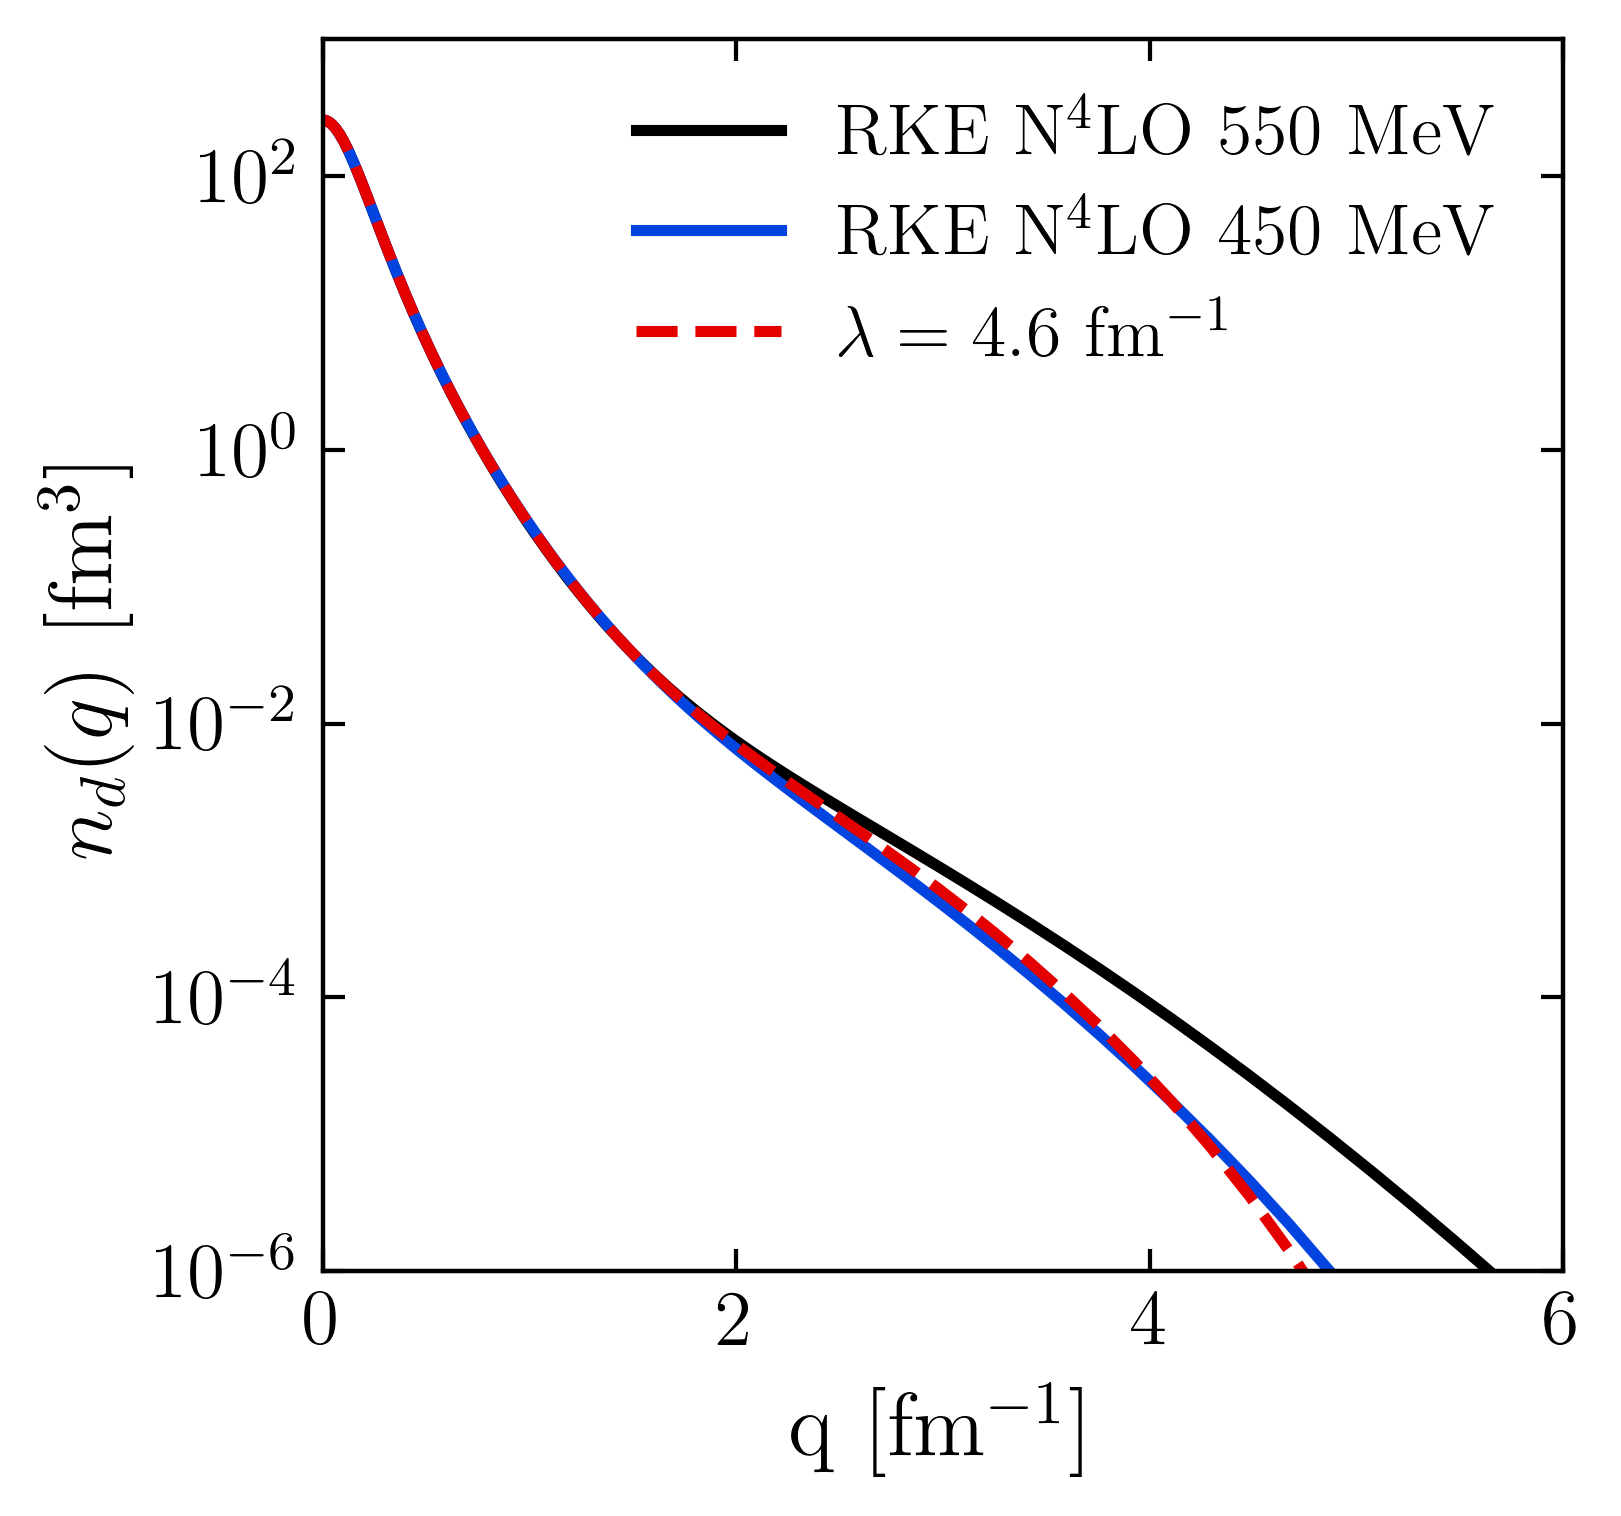 RKE N⁴LO 550 MeV
RKE N⁴LO 450 MeV
λ = 4.6 fm⁻¹
10²
10⁰
10⁻²
10⁻⁴
10⁻⁶
n_d(q) [fm³]
0 2 4 6
q [fm⁻¹]